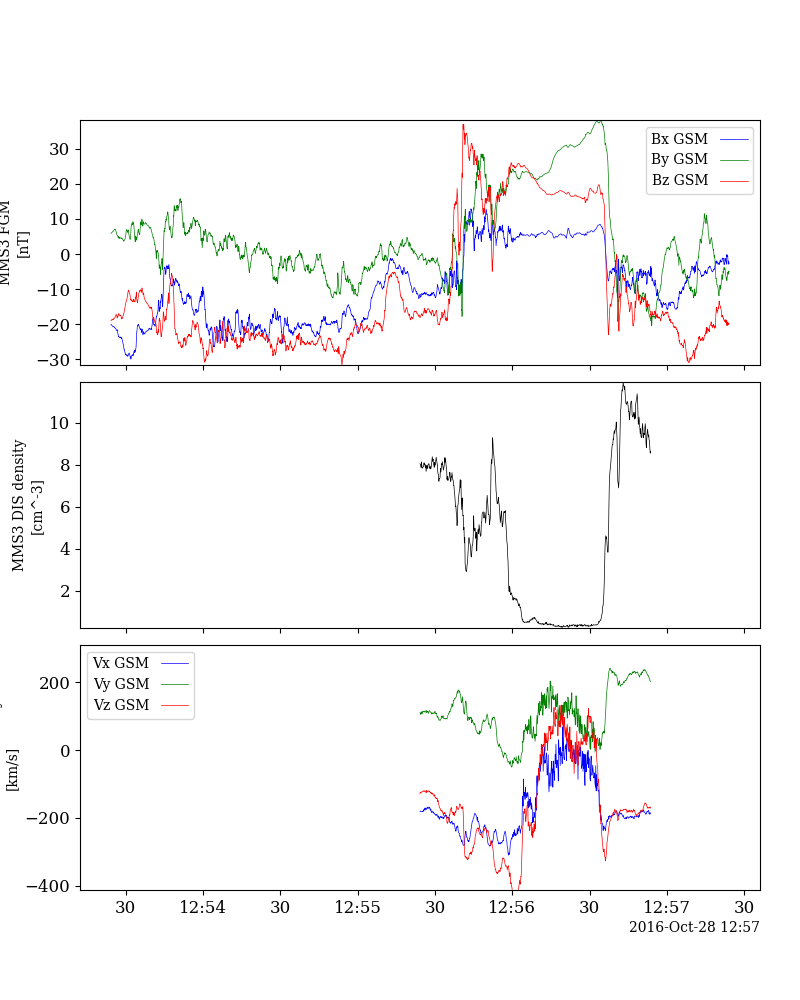 MMS3 FGM
[nT]
30
20
10
0
−10
−20
−30
Bx GSM
By GSM
Bz GSM
MMS3 DIS density
[cm^-3]
10
8
6
4
2
[km/s]
200
0
−200
−400
Vx GSM
Vy GSM
Vz GSM
30 12:54 30 12:55 30 12:56 30 12:57 30
2016-Oct-28 12:57